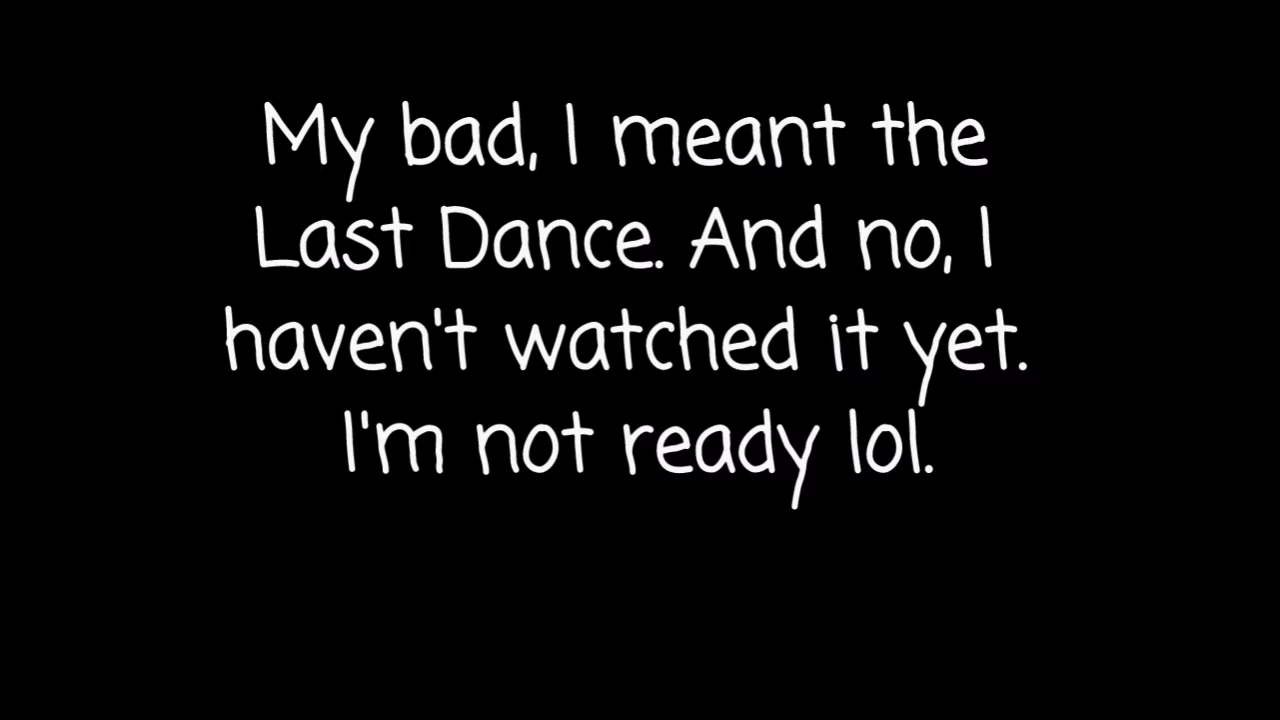 My bad, I meant the
Last Dance. And no, I
haven't watched it yet.
I'm not ready lol.